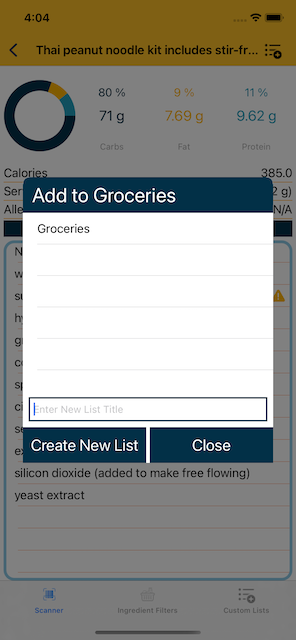 4:04
Thai peanut noodle kit includes stir-fr...
80 %
9 %
11 %
71 g
7.69 g
9.62 g
Carbs
Fat
Protein
Calories
385.0
Ser
2 g)
Alle
N/A
Add to Groceries
Groceries
N
w
su
hy
gr
co
sp
ci
se
ex
Enter New List Title
Create New List
Close
silicon dioxide (added to make free flowing)
yeast extract
Scanner
Ingredient Filters
Custom Lists